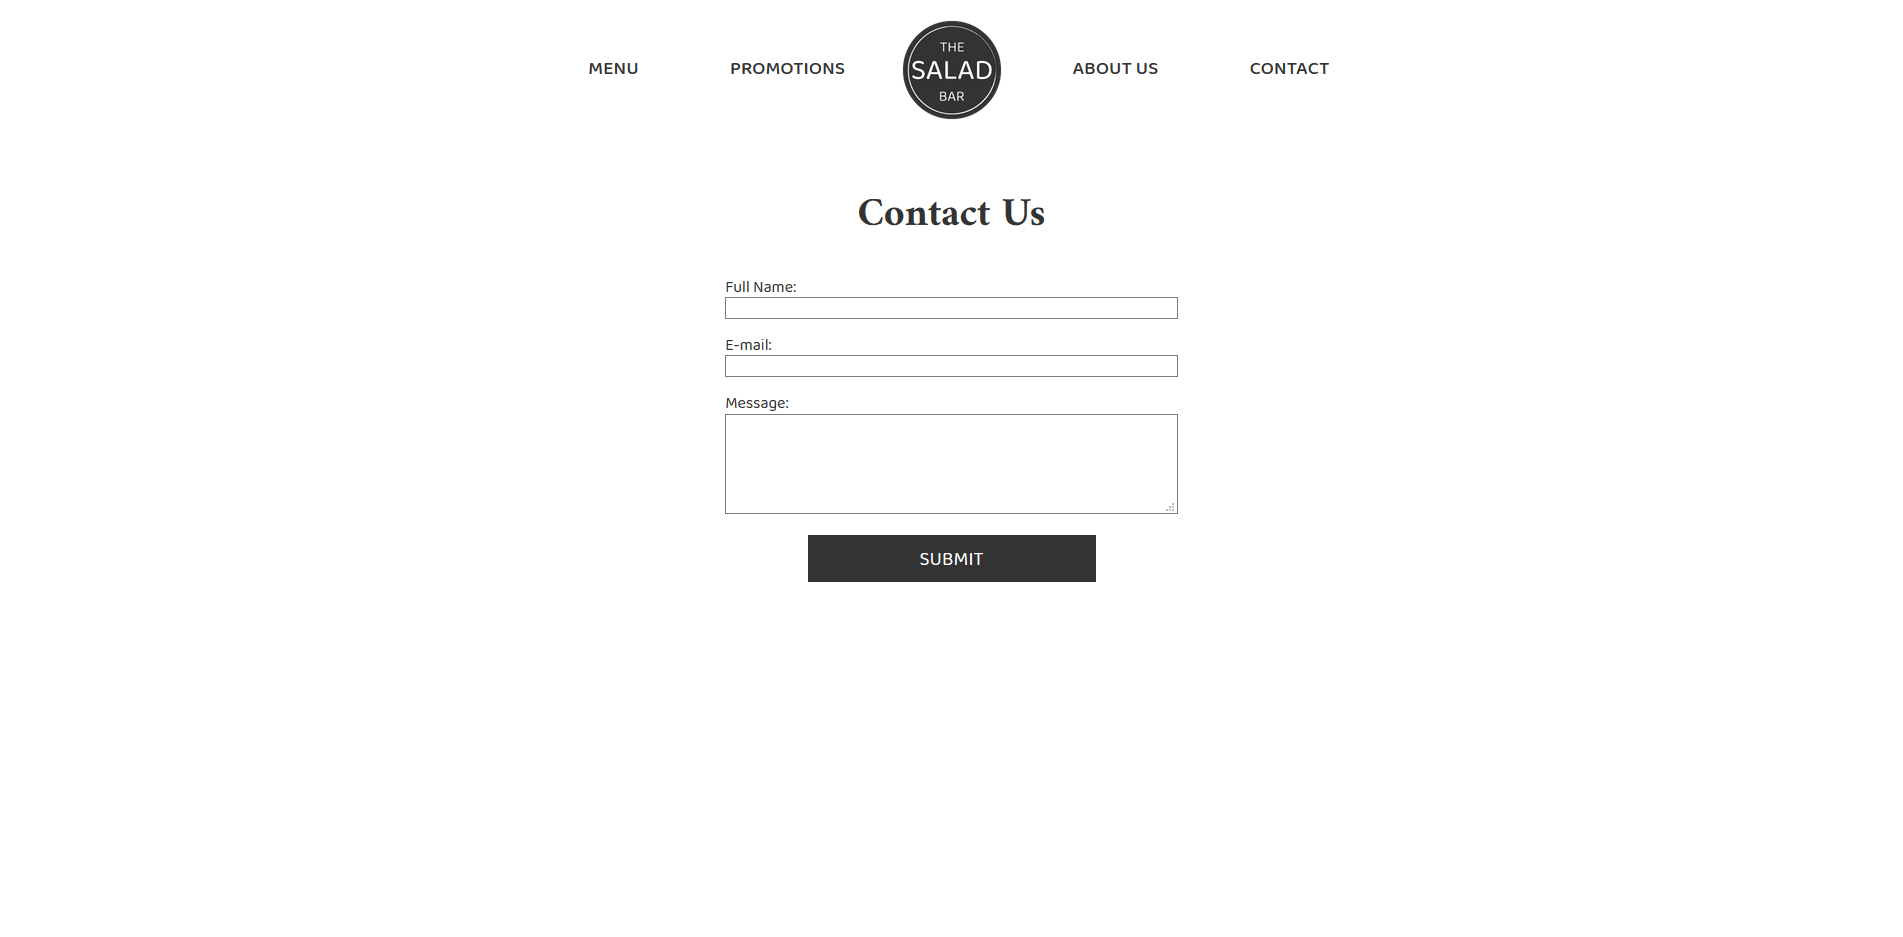 MENU PROMOTIONS THE SALAD BAR ABOUT US CONTACT
Contact Us
Full Name:
E-mail:
Message:
SUBMIT